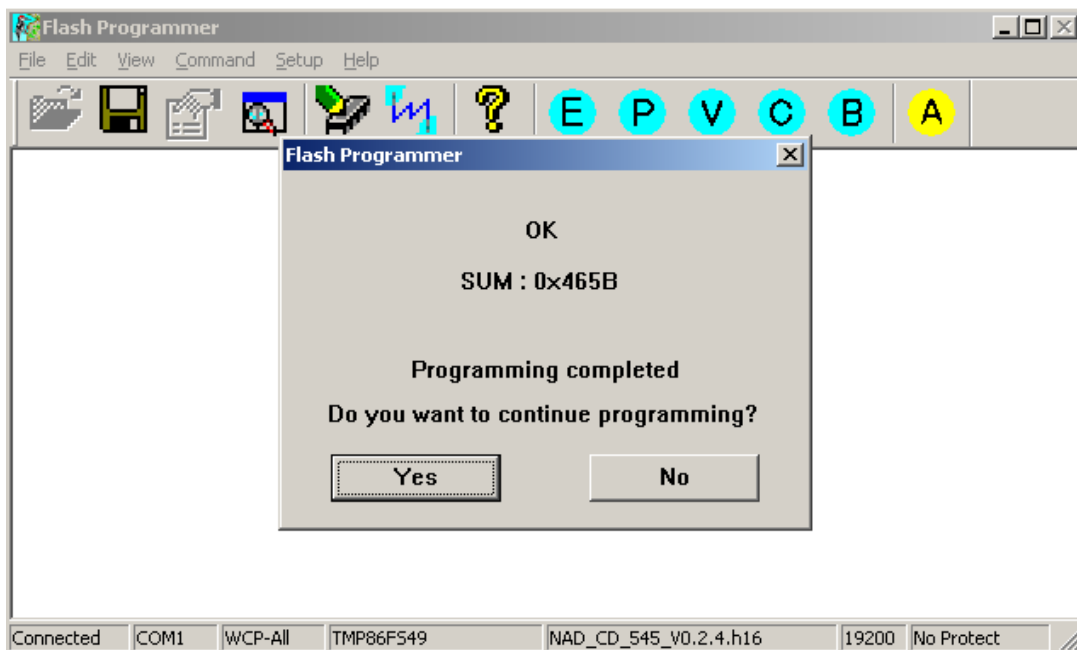 Flash Programmer
File Edit View Command Setup Help
E P V C B A
Flash Programmer
OK
SUM : 0x465B
Programming completed
Do you want to continue programming?
Yes No
Connected COM1 WCP-All TMP86FS49 NAD_CD_545_V0.2.4.h16 19200 No Protect